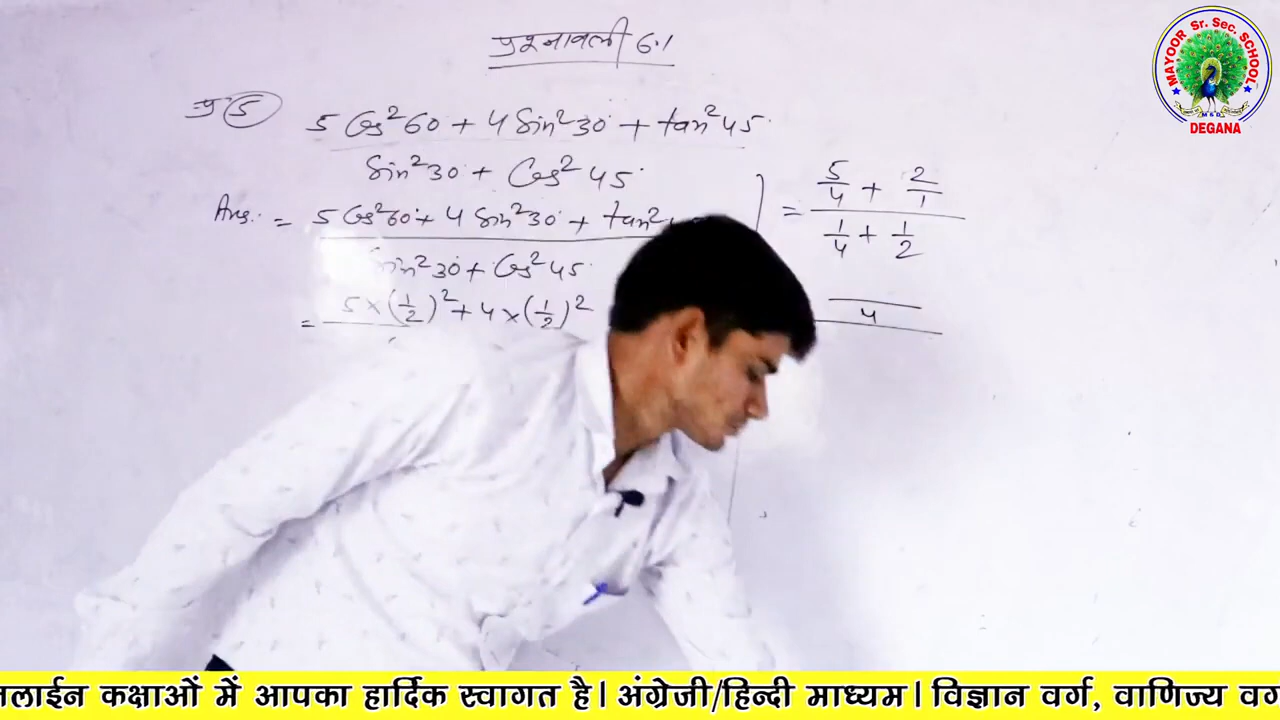 प्रश्नावली 6.1
प्र 5 5 Cos²60 + 4 Sin²30 + tan²45
Sin²30 + Cos²45
Ans. = 5 Cos²60 + 4 Sin²30 + tan²
Sin²30 + Cos²45
= 5×(1/2)² + 4×(1/2)²
= 5/4 + 2/1
1/4 + 1/2
4
MAYOOR Sr. Sec. SCHOOL
DEGANA
कक्षाओं में आपका हार्दिक स्वागत है। अंग्रेजी/हिन्दी माध्यम। विज्ञान वर्ग, वाणिज्य